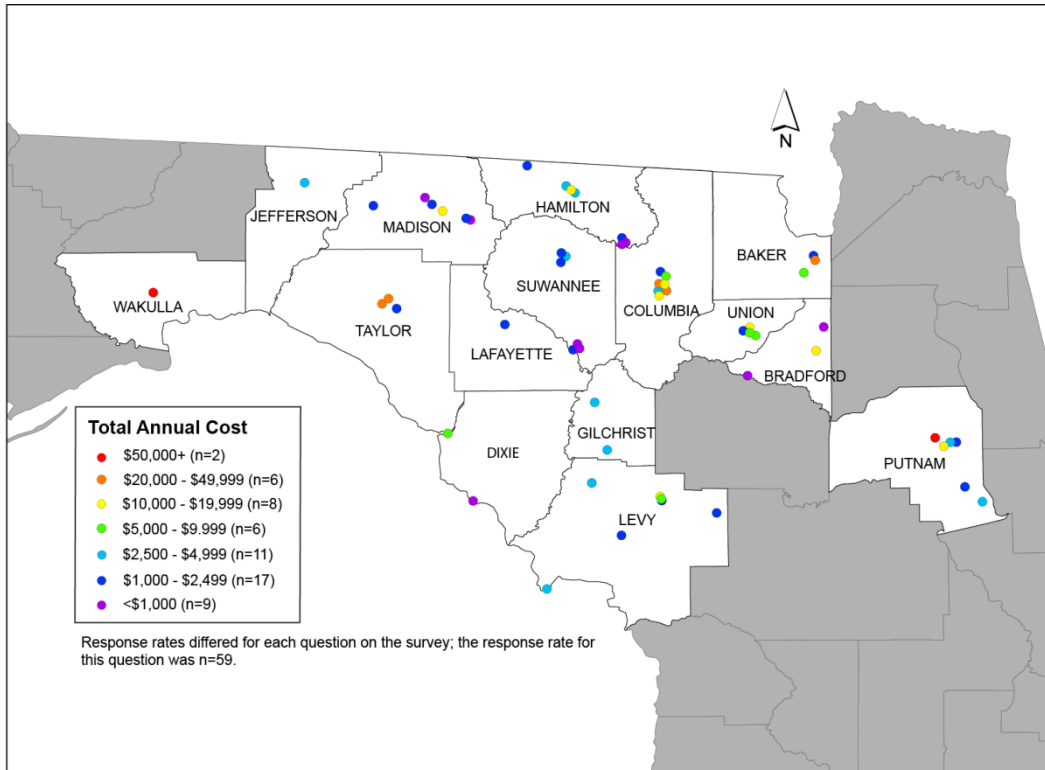 N
HAMILTON
JEFFERSON
MADISON
BAKER
SUWANNEE
WAKULLA
COLUMBIA
UNION
TAYLOR
LAFAYETTE
BRADFORD
GILCHRIST
DIXIE
PUTNAM
LEVY
Total Annual Cost
$50,000+ (n=2)
$20,000 - $49,999 (n=6)
$10,000 - $19,999 (n=8)
$5,000 - $9.999 (n=6)
$2,500 - $4,999 (n=11)
$1,000 - $2,499 (n=17)
<$1,000 (n=9)
Response rates differed for each question on the survey; the response rate for
this question was n=59.